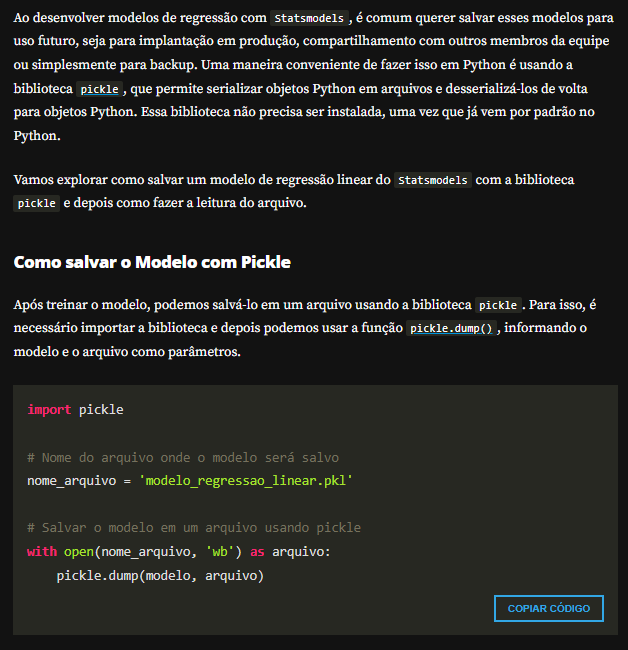 Ao desenvolver modelos de regressão com Statsmodels, é comum querer salvar esses modelos para
uso futuro, seja para implantação em produção, compartilhamento com outros membros da equipe
ou simplesmente para backup. Uma maneira conveniente de fazer isso em Python é usando a
biblioteca pickle, que permite serializar objetos Python em arquivos e desserializá-los de volta
para objetos Python. Essa biblioteca não precisa ser instalada, uma vez que já vem por padrão no
Python.
Vamos explorar como salvar um modelo de regressão linear do Statsmodels com a biblioteca
pickle e depois como fazer a leitura do arquivo.
Como salvar o Modelo com Pickle
Após treinar o modelo, podemos salvá-lo em um arquivo usando a biblioteca pickle. Para isso, é
necessário importar a biblioteca e depois podemos usar a função pickle.dump(), informando o
modelo e o arquivo como parâmetros.
import pickle
# Nome do arquivo onde o modelo será salvo
nome_arquivo = 'modelo_regressao_linear.pkl'
# Salvar o modelo em um arquivo usando pickle
with open(nome_arquivo, 'wb') as arquivo:
    pickle.dump(modelo, arquivo)
COPIAR CÓDIGO